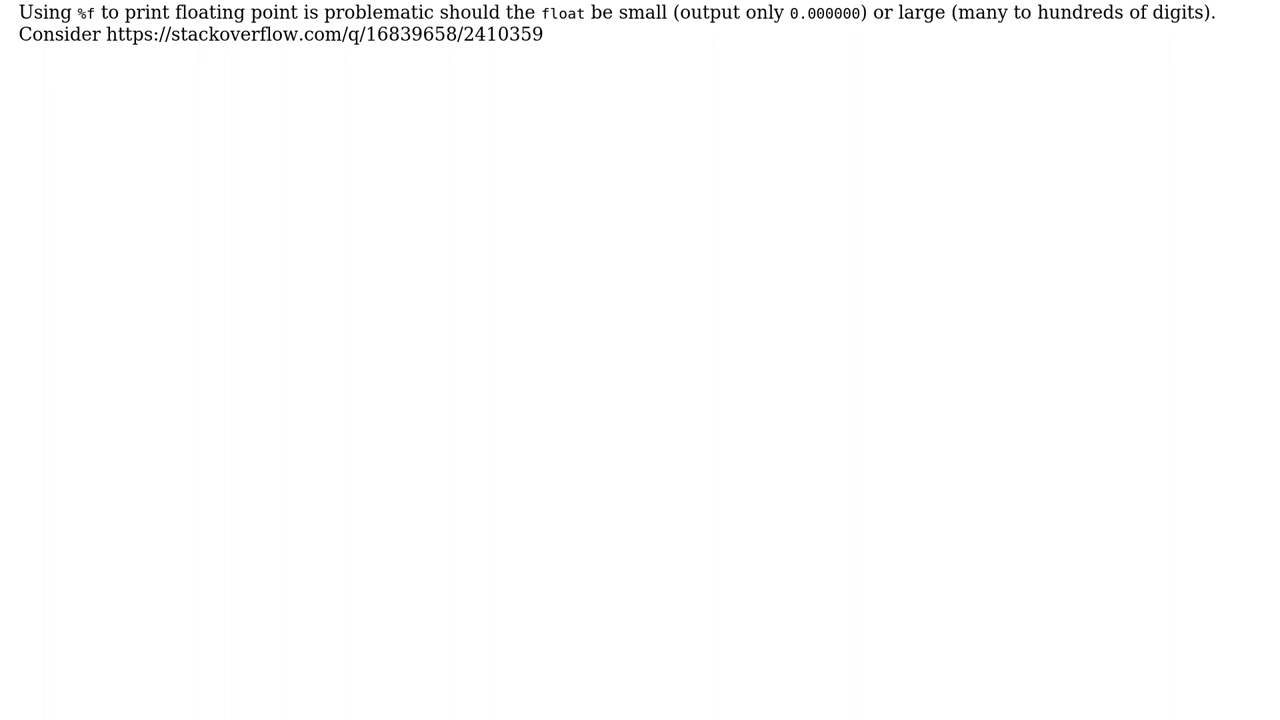 Using %f to print floating point is problematic should the float be small (output only 0.000000) or large (many to hundreds of digits).
Consider https://stackoverflow.com/q/16839658/2410359